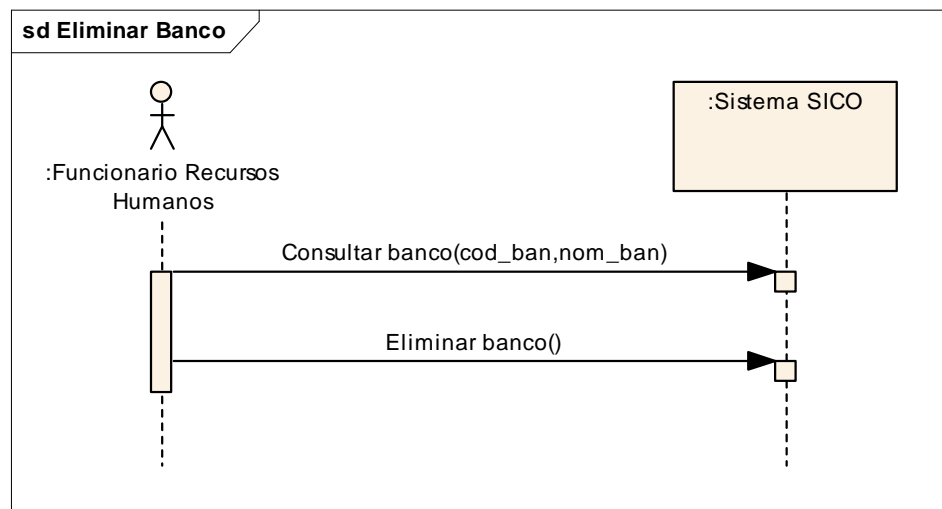 sd Eliminar Banco
:Sistema SICO
:Funcionario Recursos
Humanos
Consultar banco(cod_ban,nom_ban)
Eliminar banco()